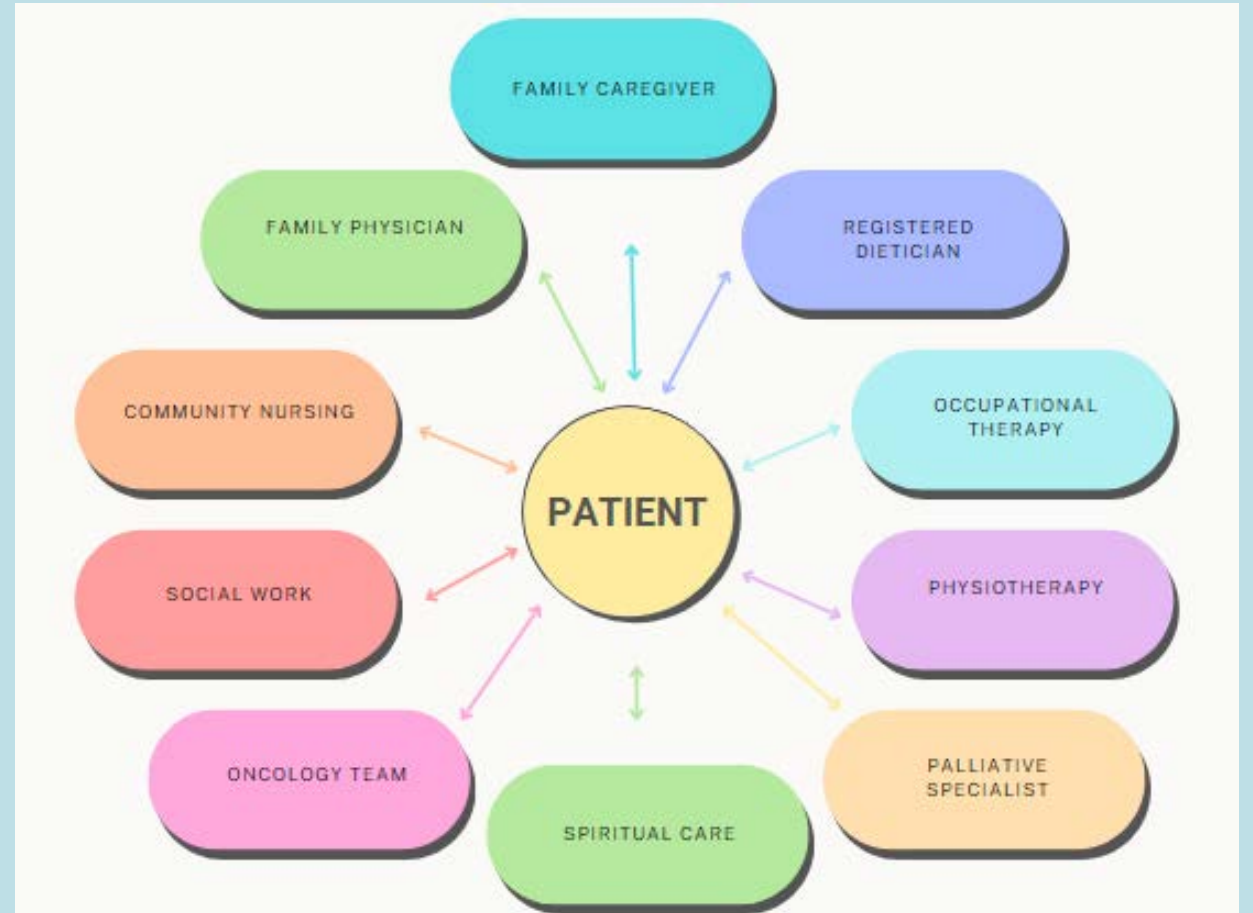 FAMILY CAREGIVER
FAMILY PHYSICIAN
REGISTERED
DIETICIAN
COMMUNITY NURSING
OCCUPATIONAL
THERAPY
PATIENT
SOCIAL WORK
PHYSIOTHERAPY
ONCOLOGY TEAM
PALLIATIVE
SPECIALIST
SPIRITUAL CARE